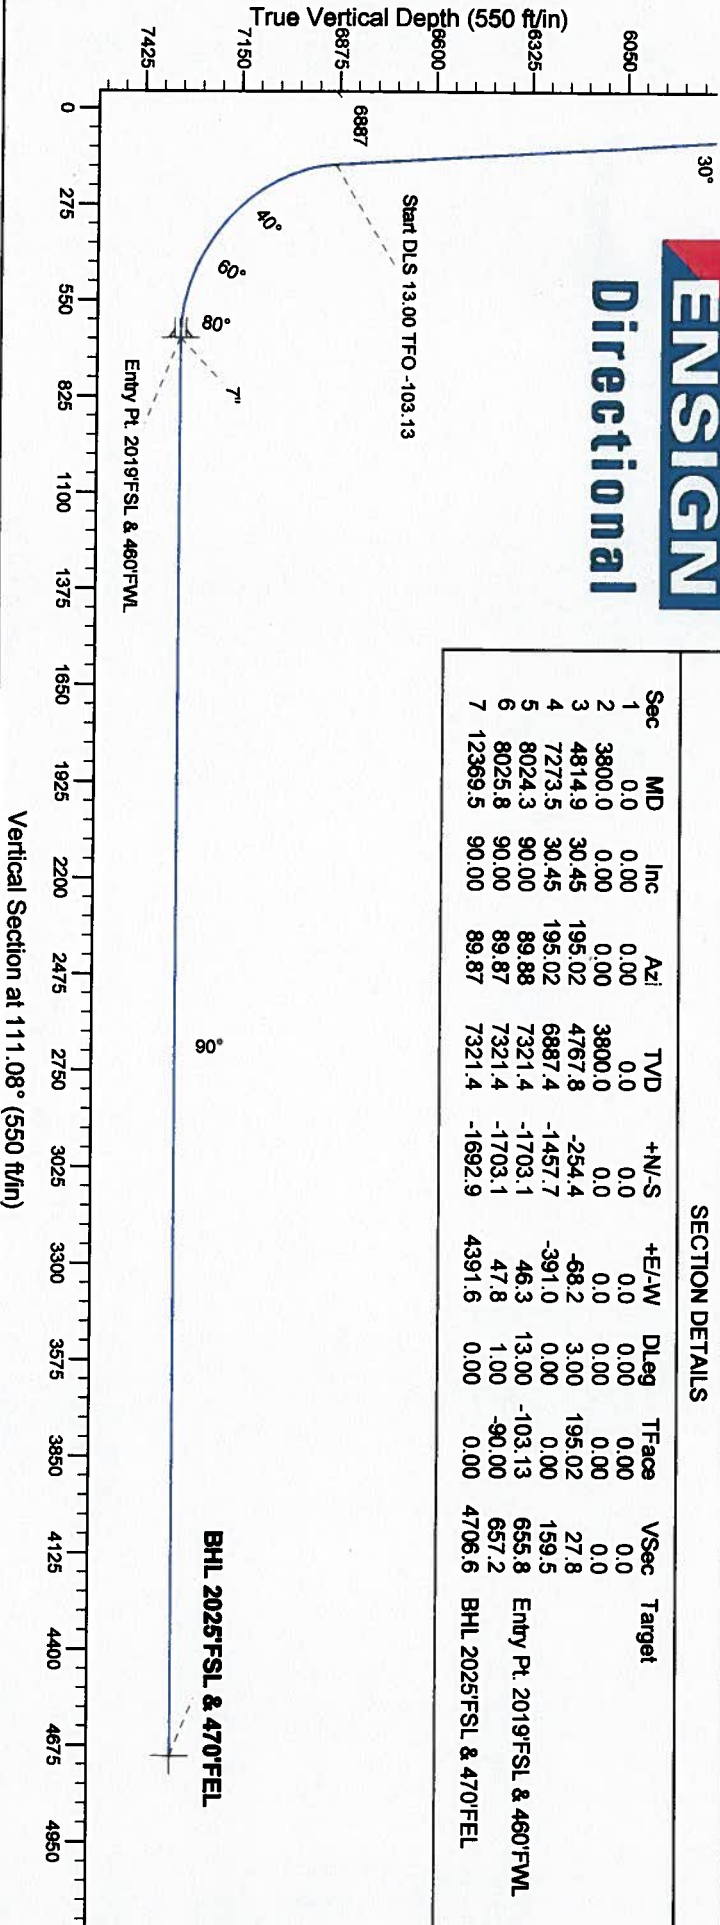 ENSIGN
Directional
SECTION DETAILS
Sec MD Inc Azi TVD +N/-S +E/-W DLeg TFace VSec Target
1 0.0 0.00 0.00 0.0 0.0 0.0 0.00 0.00 0.0
2 3800.0 0.00 0.00 3800.0 0.0 0.0 0.00 0.00 0.0
3 4814.9 30.45 195.02 4767.8 -254.4 -68.2 3.00 195.02 27.8
4 7273.5 30.45 195.02 6887.4 -1457.7 -391.0 0.00 0.00 159.5
5 8024.3 90.00 89.88 7321.4 -1703.1 46.3 13.00 -103.13 655.8 Entry Pt. 2019'FSL & 460'FWL
6 8025.8 90.00 89.87 7321.4 -1703.1 47.8 1.00 -90.00 657.2
7 12369.5 90.00 89.87 7321.4 -1692.9 4391.6 0.00 0.00 4706.6 BHL 2025'FSL & 470'FEL
True Vertical Depth (550 ft/in)
6050
6325
6600
6875
7150
7425
30°
6887
Start DLS 13.00 TFO -103.13
40°
60°
80°
7"
Entry Pt. 2019'FSL & 460'FWL
90°
BHL 2025'FSL & 470'FEL
0 275 550 825 1100 1375 1650 1925 2200 2475 2750 3025 3300 3575 3850 4125 4400 4675 4950
Vertical Section at 111.08° (550 ft/in)